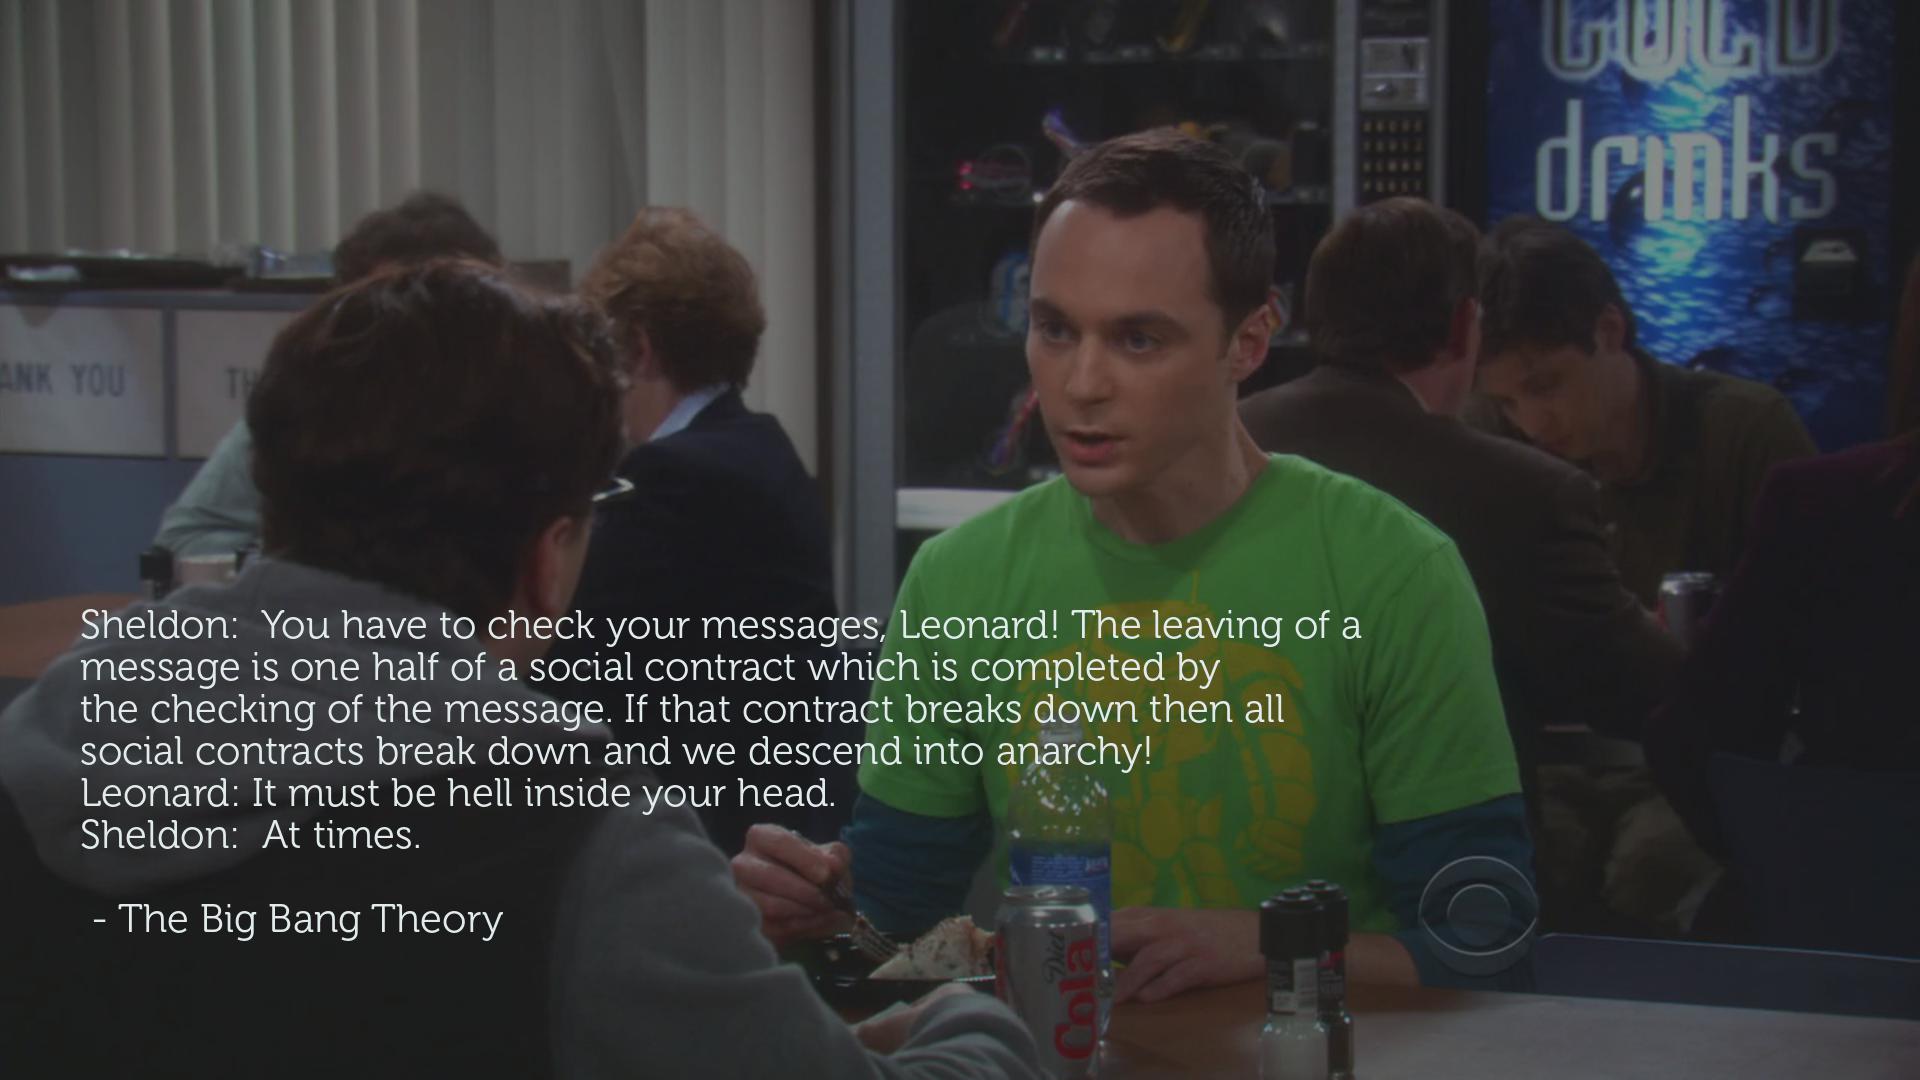 COLD
drinks
ANK YOU
TH
Sheldon:  You have to check your messages, Leonard! The leaving of a
message is one half of a social contract which is completed by
the checking of the message. If that contract breaks down then all
social contracts break down and we descend into anarchy!
Leonard: It must be hell inside your head.
Sheldon:  At times.
- The Big Bang Theory
Diet
Cola